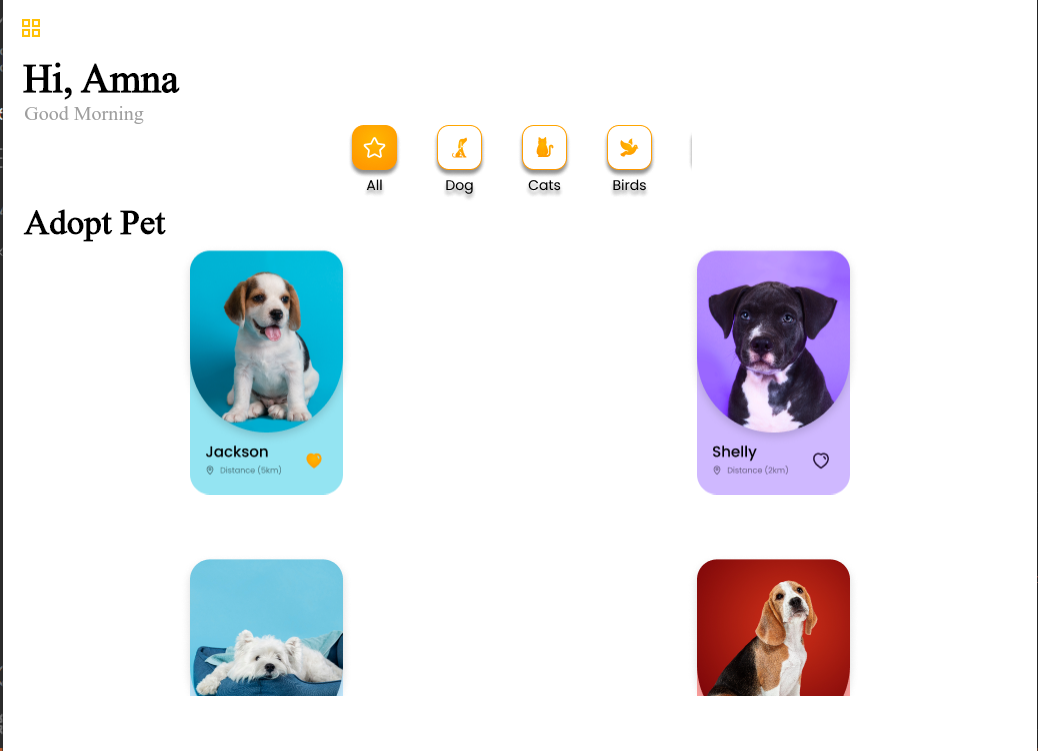 Hi, Amna
Good Morning
All Dog Cats Birds
Adopt Pet
Jackson
Distance (5km)
Shelly
Distance (2km)